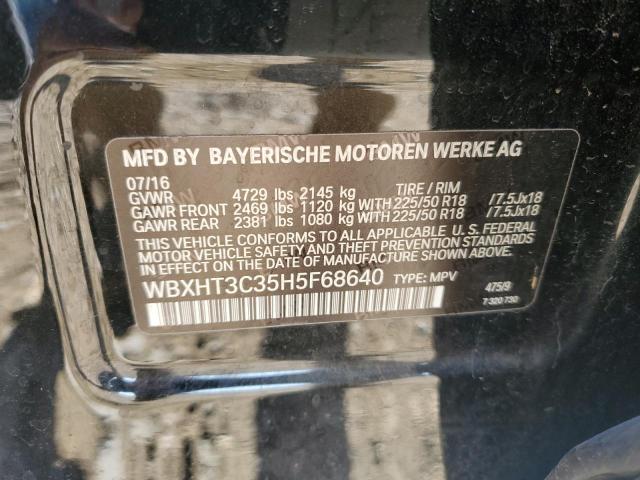 MFD BY BAYERISCHE MOTOREN WERKE AG
07/16
GVWR 4729 lbs 2145 kg TIRE / RIM
GAWR FRONT 2469 lbs 1120 kg WITH 225/50 R18 /7.5Jx18
GAWR REAR 2381 lbs 1080 kg WITH 225/50 R18 /7.5Jx18
THIS VEHICLE CONFORMS TO ALL APPLICABLE U. S. FEDERAL
MOTOR VEHICLE SAFETY AND THEFT PREVENTION
STANDARDS IN EFFECT ON THE DATE OF
MANUFACTURE SHOWN ABOVE.
WBXHT3C35H5F68640 TYPE: MPV
475/9
7 320 730